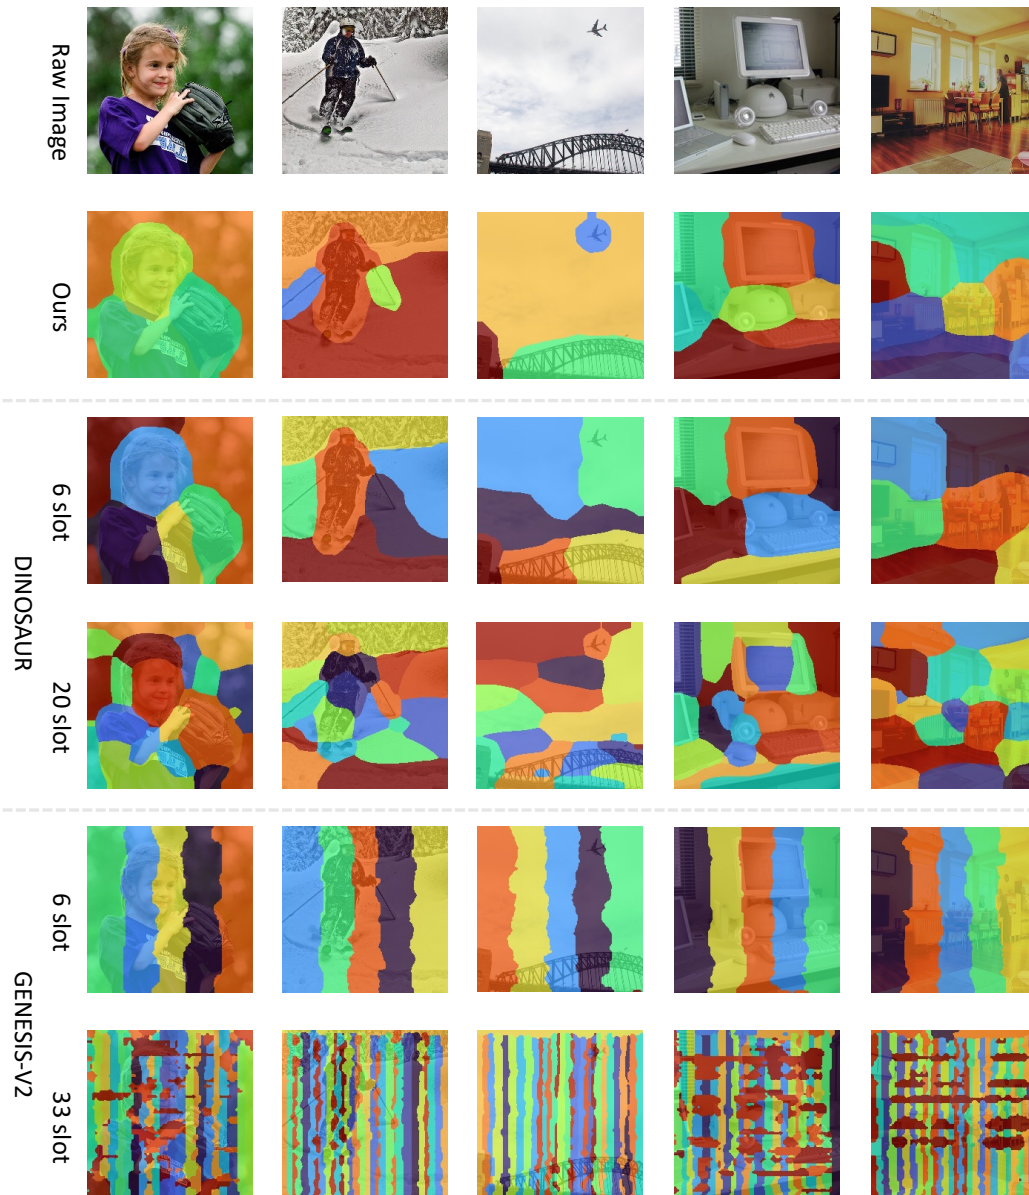 Raw Image
Ours
DINOSAUR
6 slot
20 slot
GENESIS-V2
6 slot
33 slot